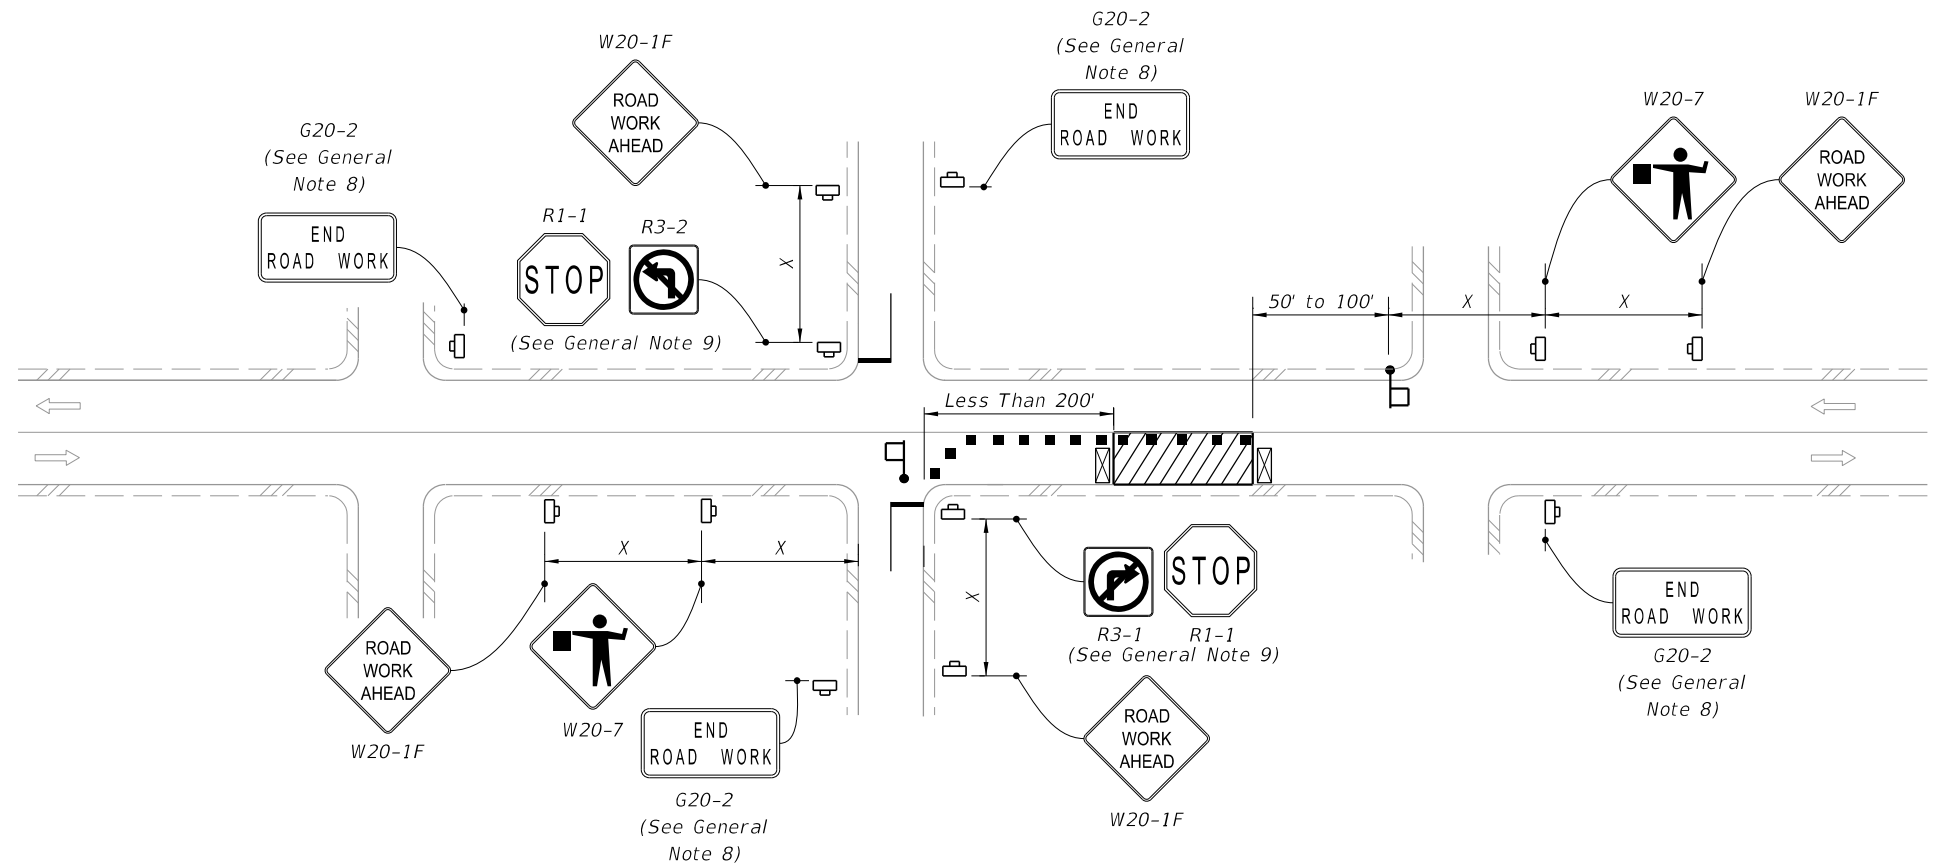 G20-2
(See General
Note 8)
END
ROAD WORK
W20-1F
ROAD
WORK
AHEAD
W20-7
W20-1F
ROAD
WORK
AHEAD
G20-2
(See General
Note 8)
END
ROAD WORK
R1-1
STOP
R3-2
(See General Note 9)
X
50' to 100'
X
X
Less Than 200'
X
X
X
ROAD
WORK
AHEAD
W20-1F
W20-7
END
ROAD WORK
G20-2
(See General
Note 8)
STOP
R3-1
R1-1
(See General Note 9)
ROAD
WORK
AHEAD
W20-1F
END
ROAD WORK
G20-2
(See General
Note 8)